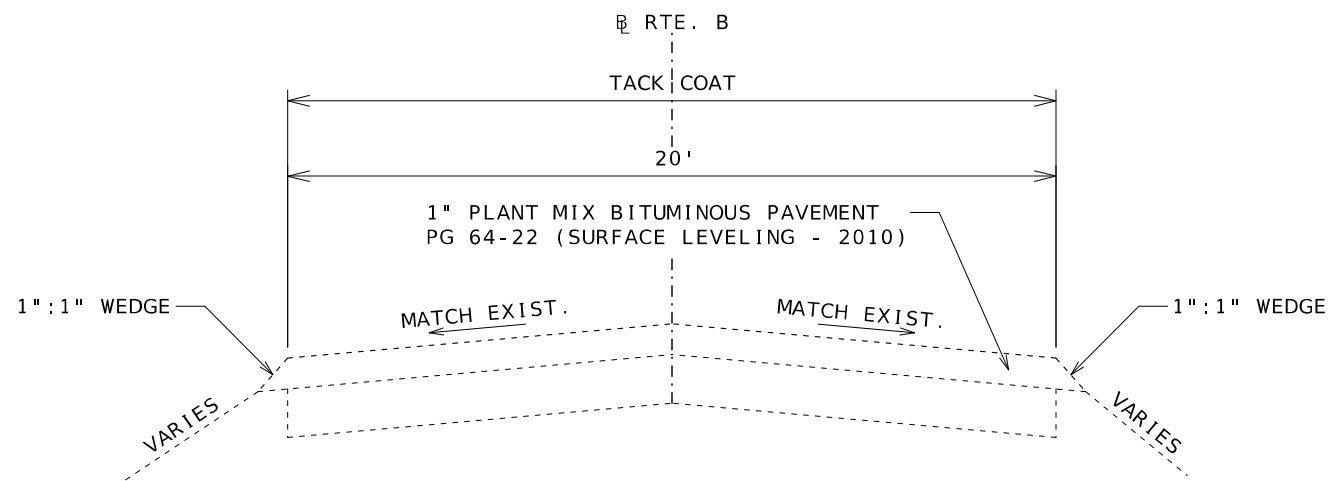 ℄ RTE. B
TACK COAT
20'
1" PLANT MIX BITUMINOUS PAVEMENT
PG 64-22 (SURFACE LEVELING - 2010)
1":1" WEDGE
MATCH EXIST.
MATCH EXIST.
1":1" WEDGE
VARIES
VARIES